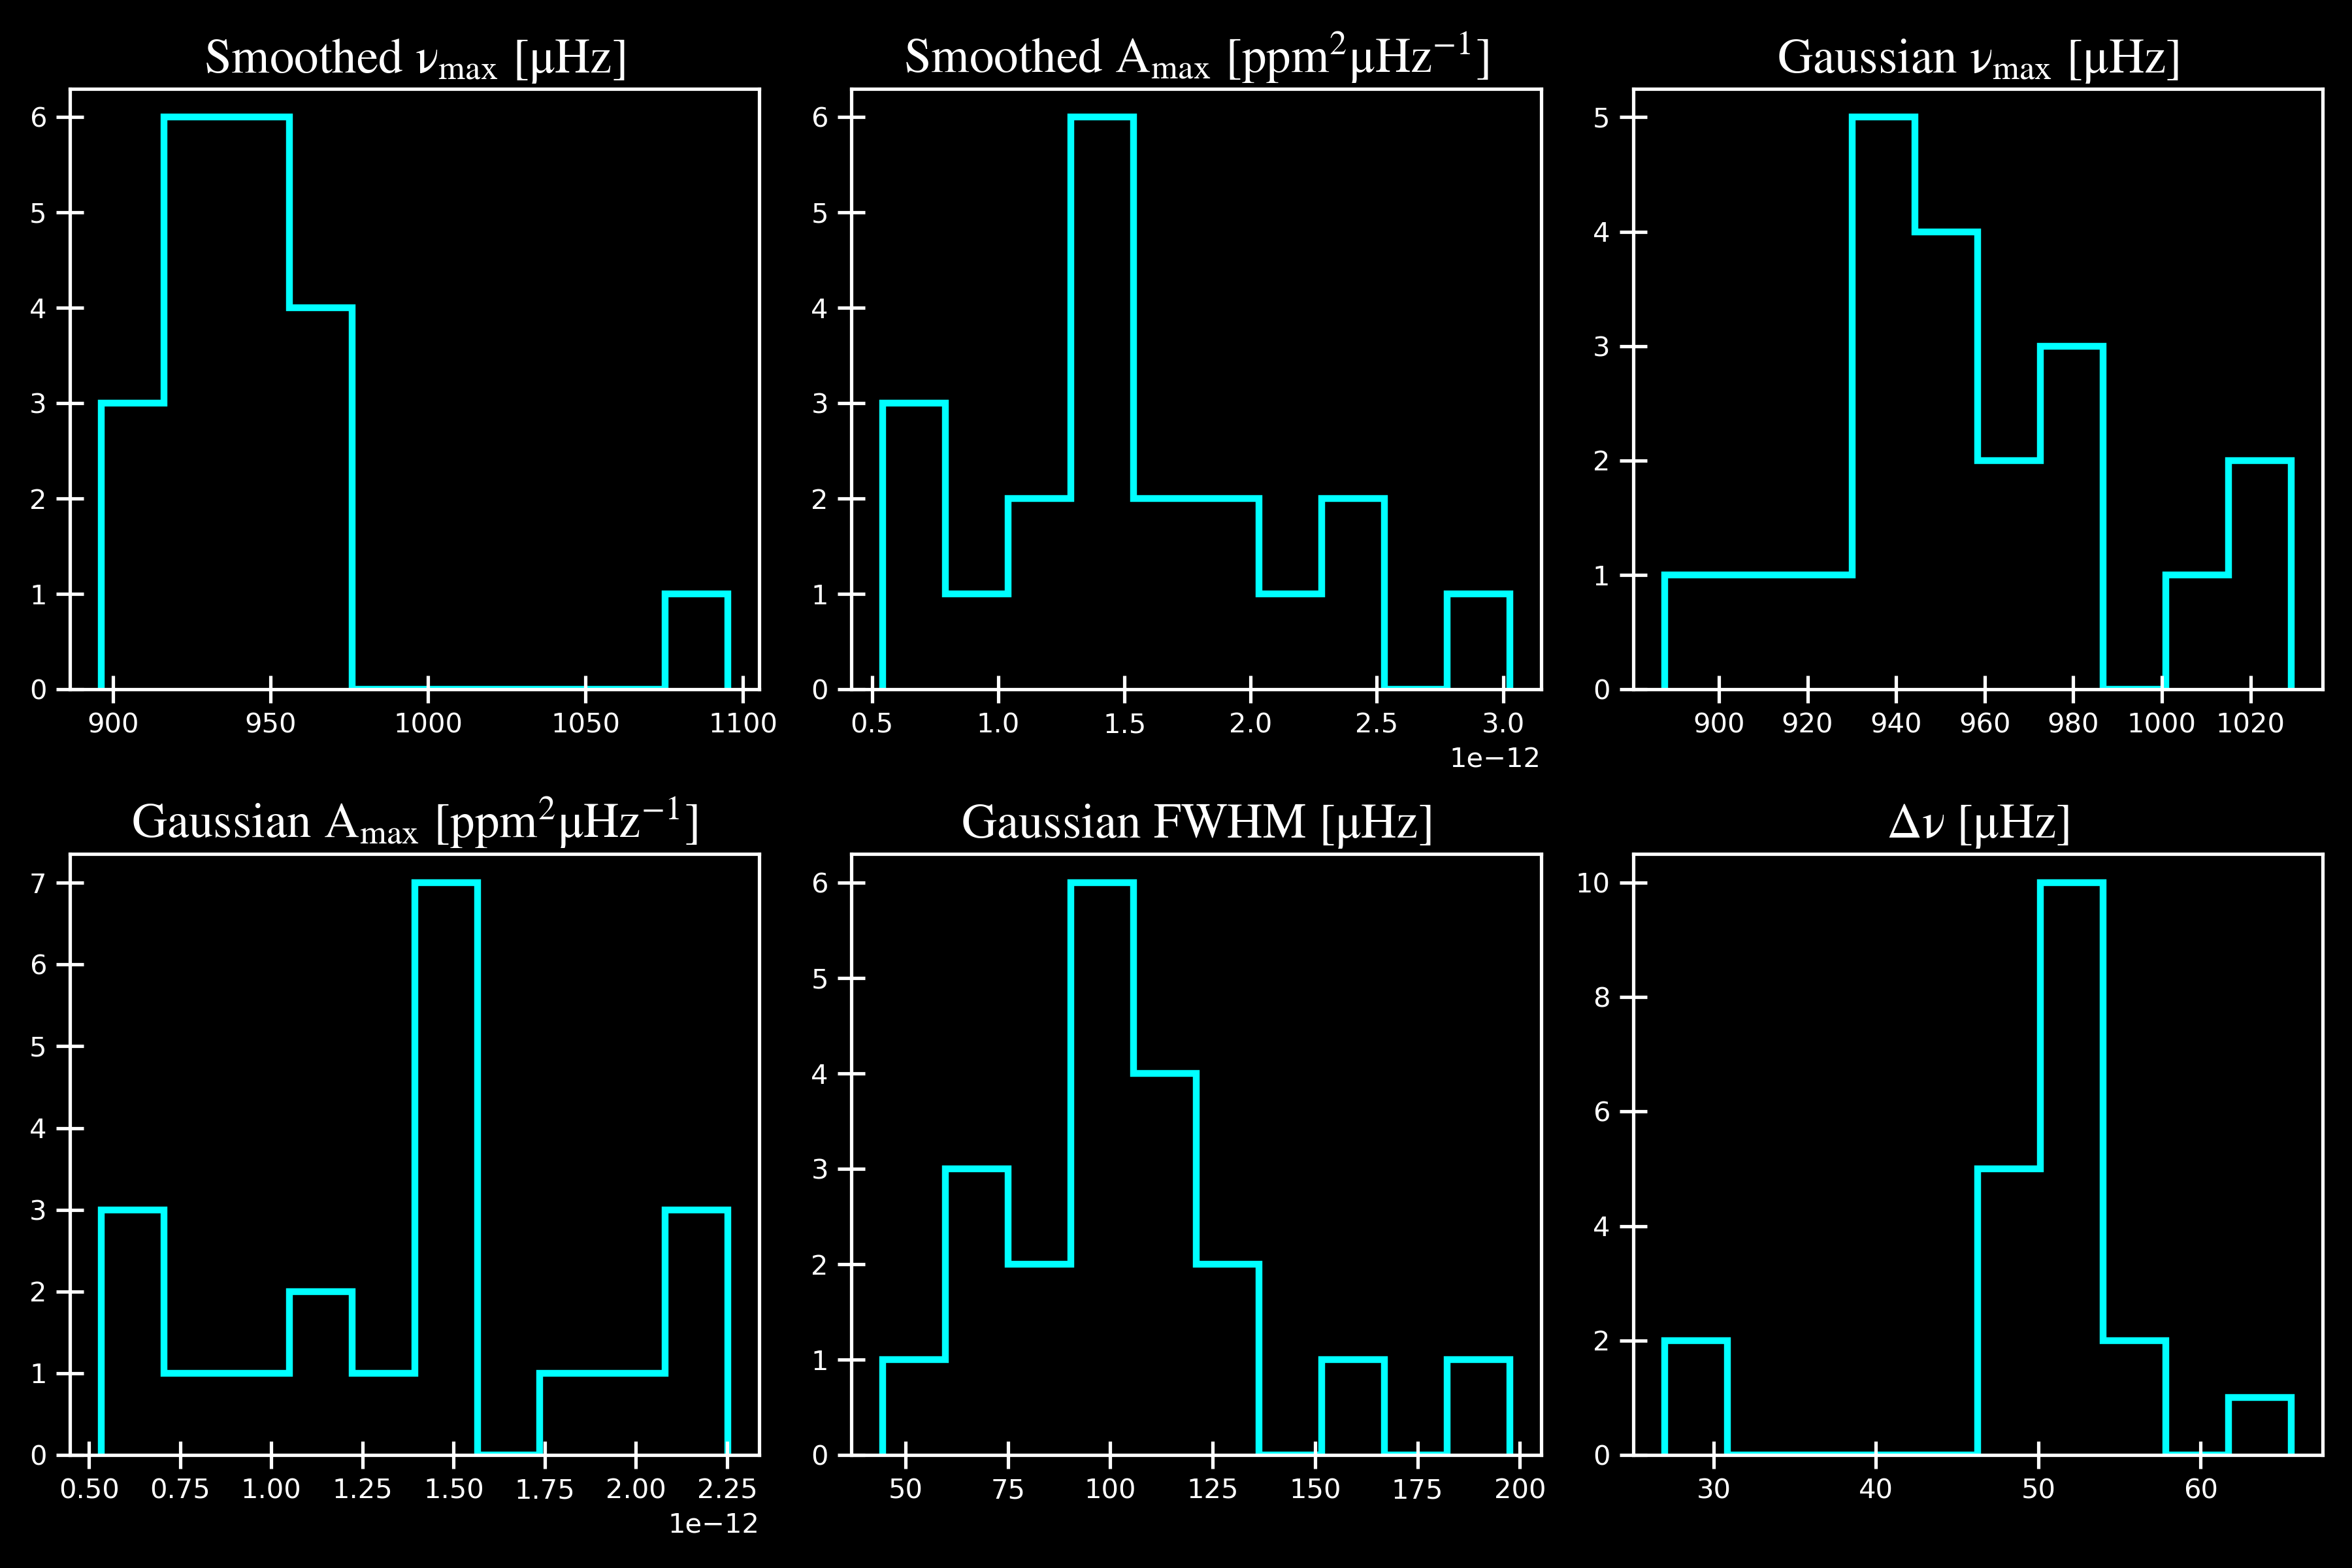 Smoothed ν_max [μHz]
6
5
4
3
2
1
0
900 950 1000 1050 1100
Smoothed A_max [ppm²μHz⁻¹]
6
5
4
3
2
1
0
0.5 1.0 1.5 2.0 2.5 3.0
1e−12
Gaussian ν_max [μHz]
5
4
3
2
1
0
900 920 940 960 980 1000 1020
Gaussian A_max [ppm²μHz⁻¹]
7
6
5
4
3
2
1
0
0.50 0.75 1.00 1.25 1.50 1.75 2.00 2.25
1e−12
Gaussian FWHM [μHz]
6
5
4
3
2
1
0
50 75 100 125 150 175 200
Δν [μHz]
10
8
6
4
2
0
30 40 50 60